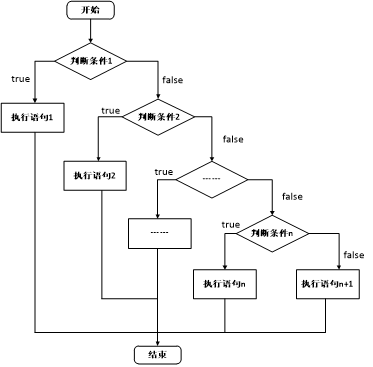 开始
判断条件1
true
false
执行语句1
判断条件2
true
false
执行语句2
------
true
false
------
判断条件n
true
false
执行语句n
执行语句n+1
结束